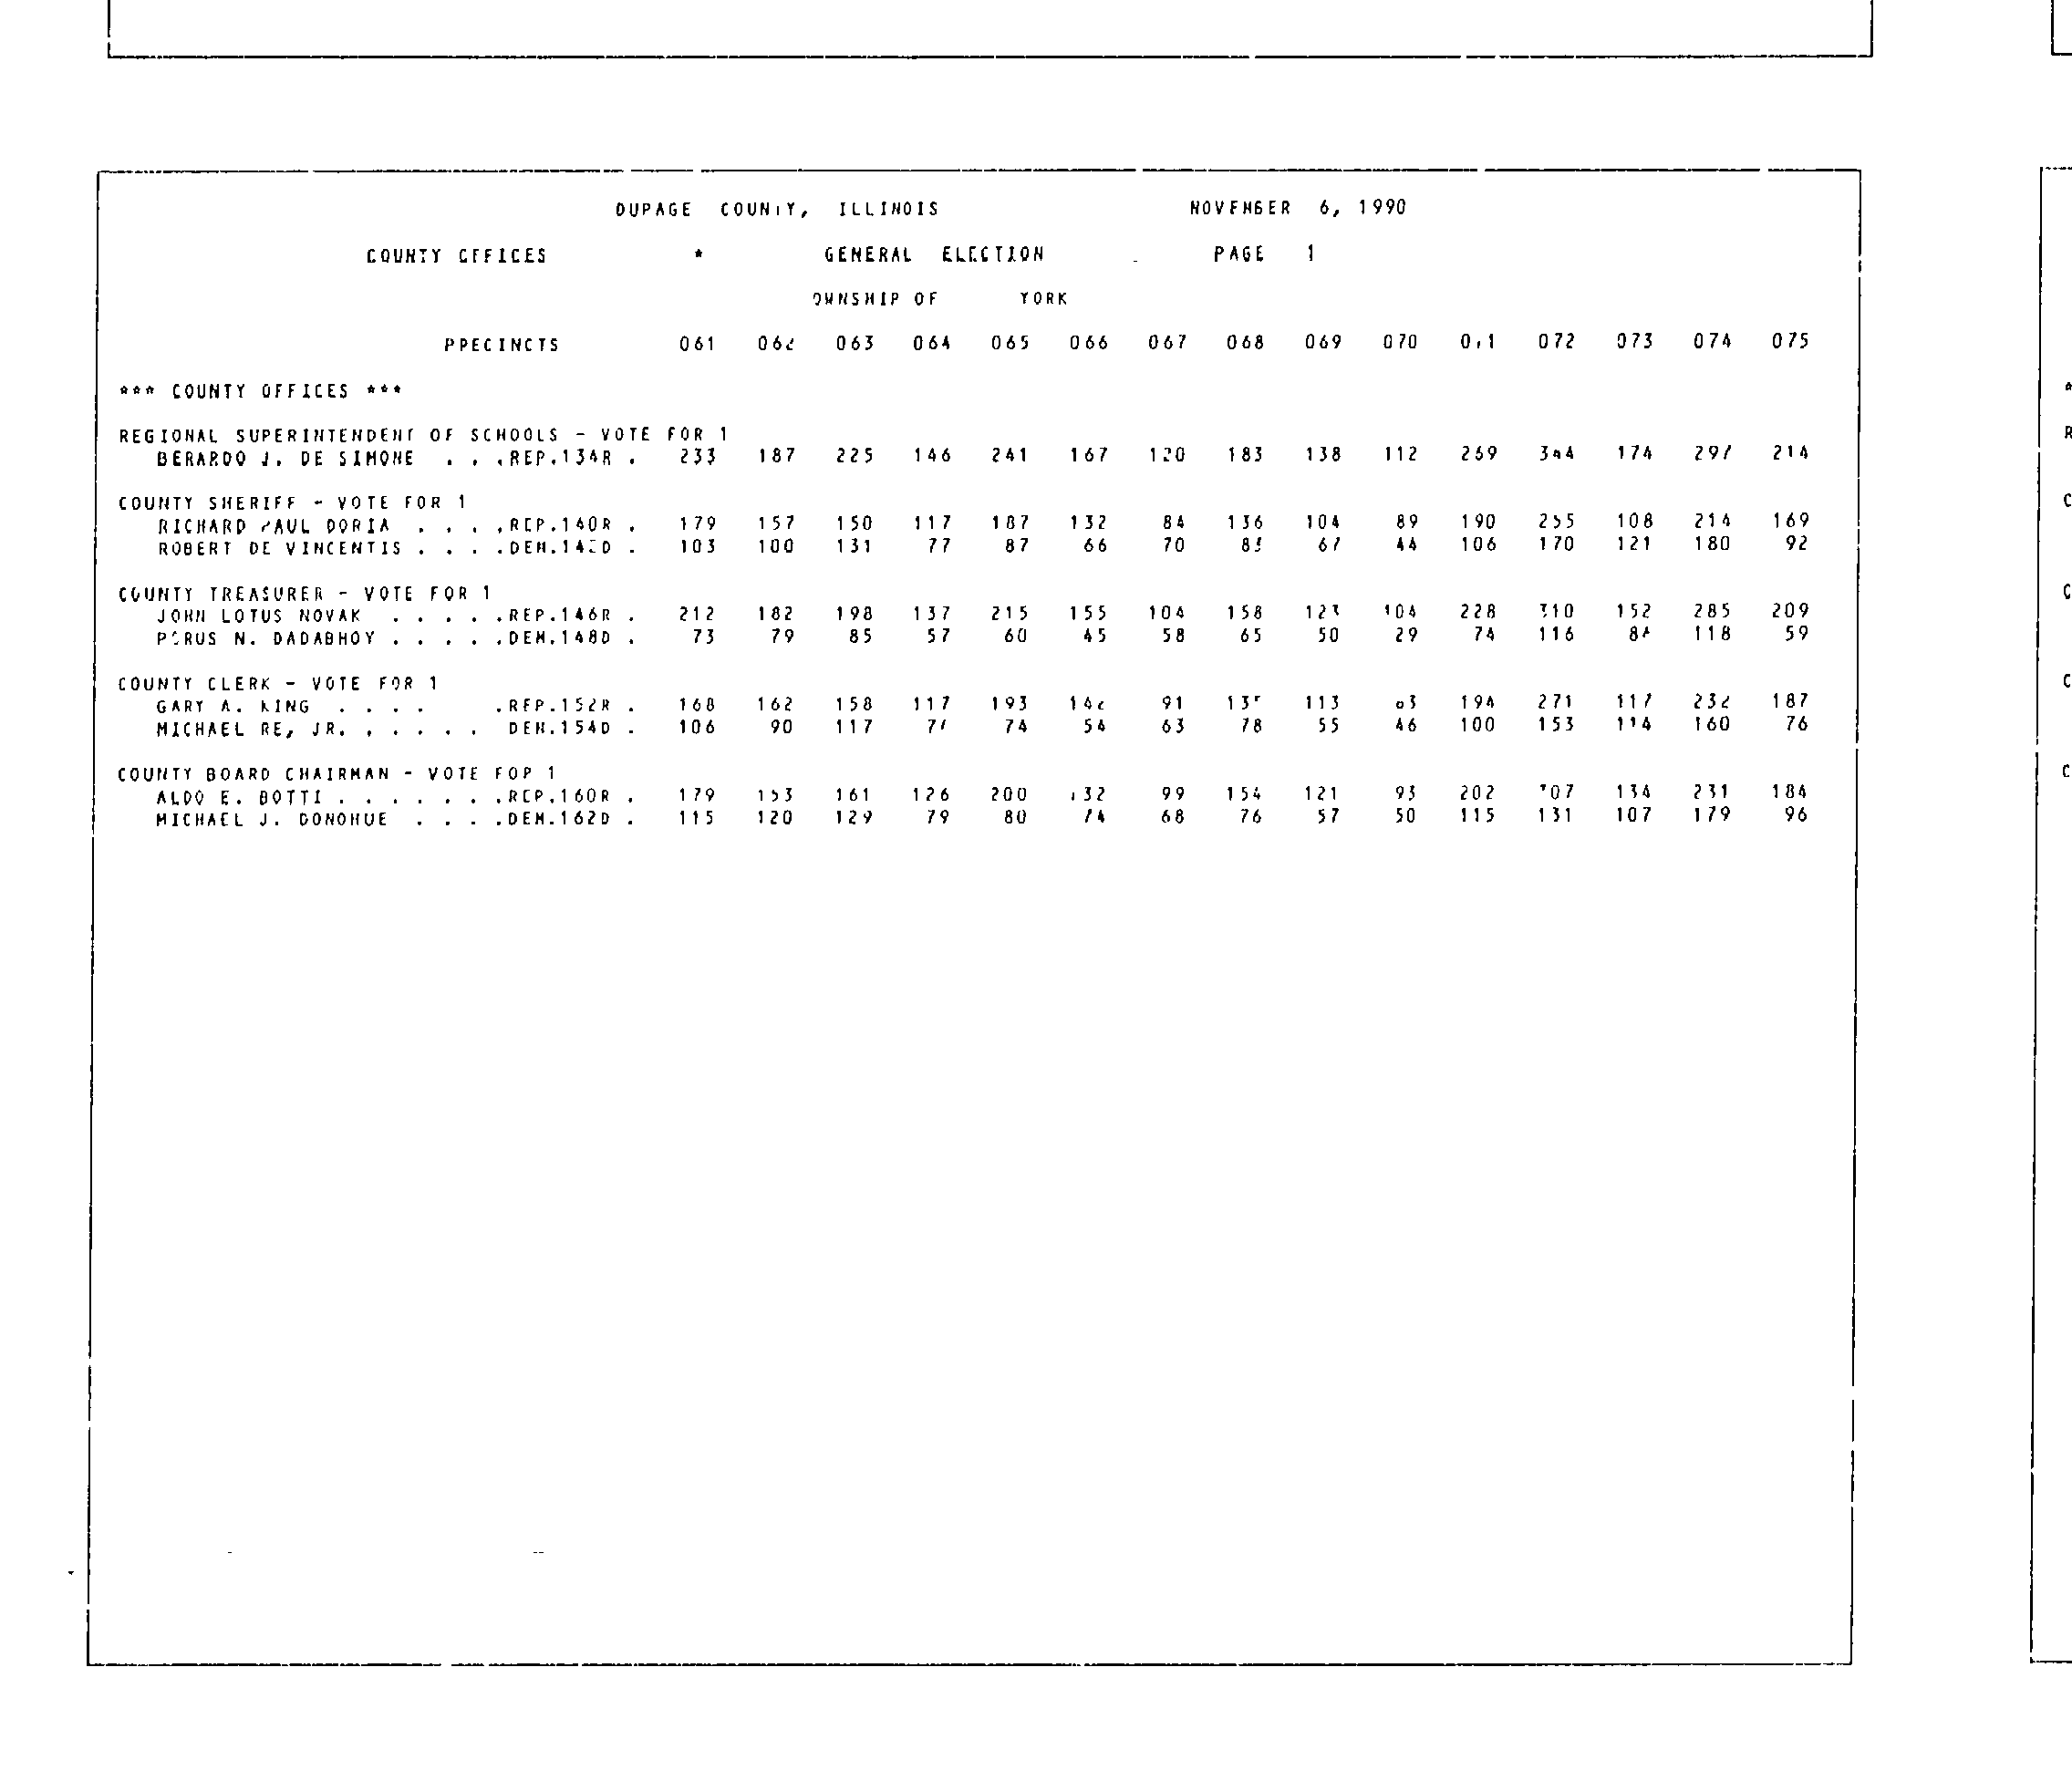 DUPAGE COUNTY, ILLINOIS NOVEMBER 6, 1990
COUNTY OFFICES * GENERAL ELECTION PAGE 1
OWNSHIP OF YORK
PRECINCTS 061 062 063 064 065 066 067 068 069 070 071 072 073 074 075
*** COUNTY OFFICES ***
REGIONAL SUPERINTENDENT OF SCHOOLS - VOTE FOR 1
BERARDO J. DE SIMONE . . .REP.134R . 233 187 225 146 241 167 120 183 138 112 269 344 174 297 214
COUNTY SHERIFF - VOTE FOR 1
RICHARD PAUL DORIA . . . .REP.140R . 179 157 150 117 187 132 84 136 104 89 190 255 108 214 169
ROBERT DE VINCENTIS . . . .DEM.142D . 103 100 131 77 87 66 70 67 44 106 170 121 180 92
COUNTY TREASURER - VOTE FOR 1
JOHN LOTUS NOVAK . . . . .REP.146R . 212 182 198 137 215 155 104 158 123 104 228 310 152 285 209
N. DADABHOY . . . . .DEM.148D . 73 79 85 57 60 45 58 65 50 29 74 116 84 118 59
COUNTY CLERK - VOTE FOR 1
GARY A. KING . . . . .REP.152R . 168 162 158 117 193 142 91 113 194 271 117 232 187
MICHAEL RE, JR. . . . . . DEM.154D . 106 90 117 74 54 63 78 55 46 100 153 114 160 76
COUNTY BOARD CHAIRMAN - VOTE FOR 1
ALDO E. BOTTI . . . . . . .REP.160R . 179 153 161 126 200 132 99 154 121 93 202 307 134 231 184
MICHAEL J. DONOHUE . . . .DEM.162D . 115 120 129 79 80 74 68 76 57 50 115 131 107 179 96